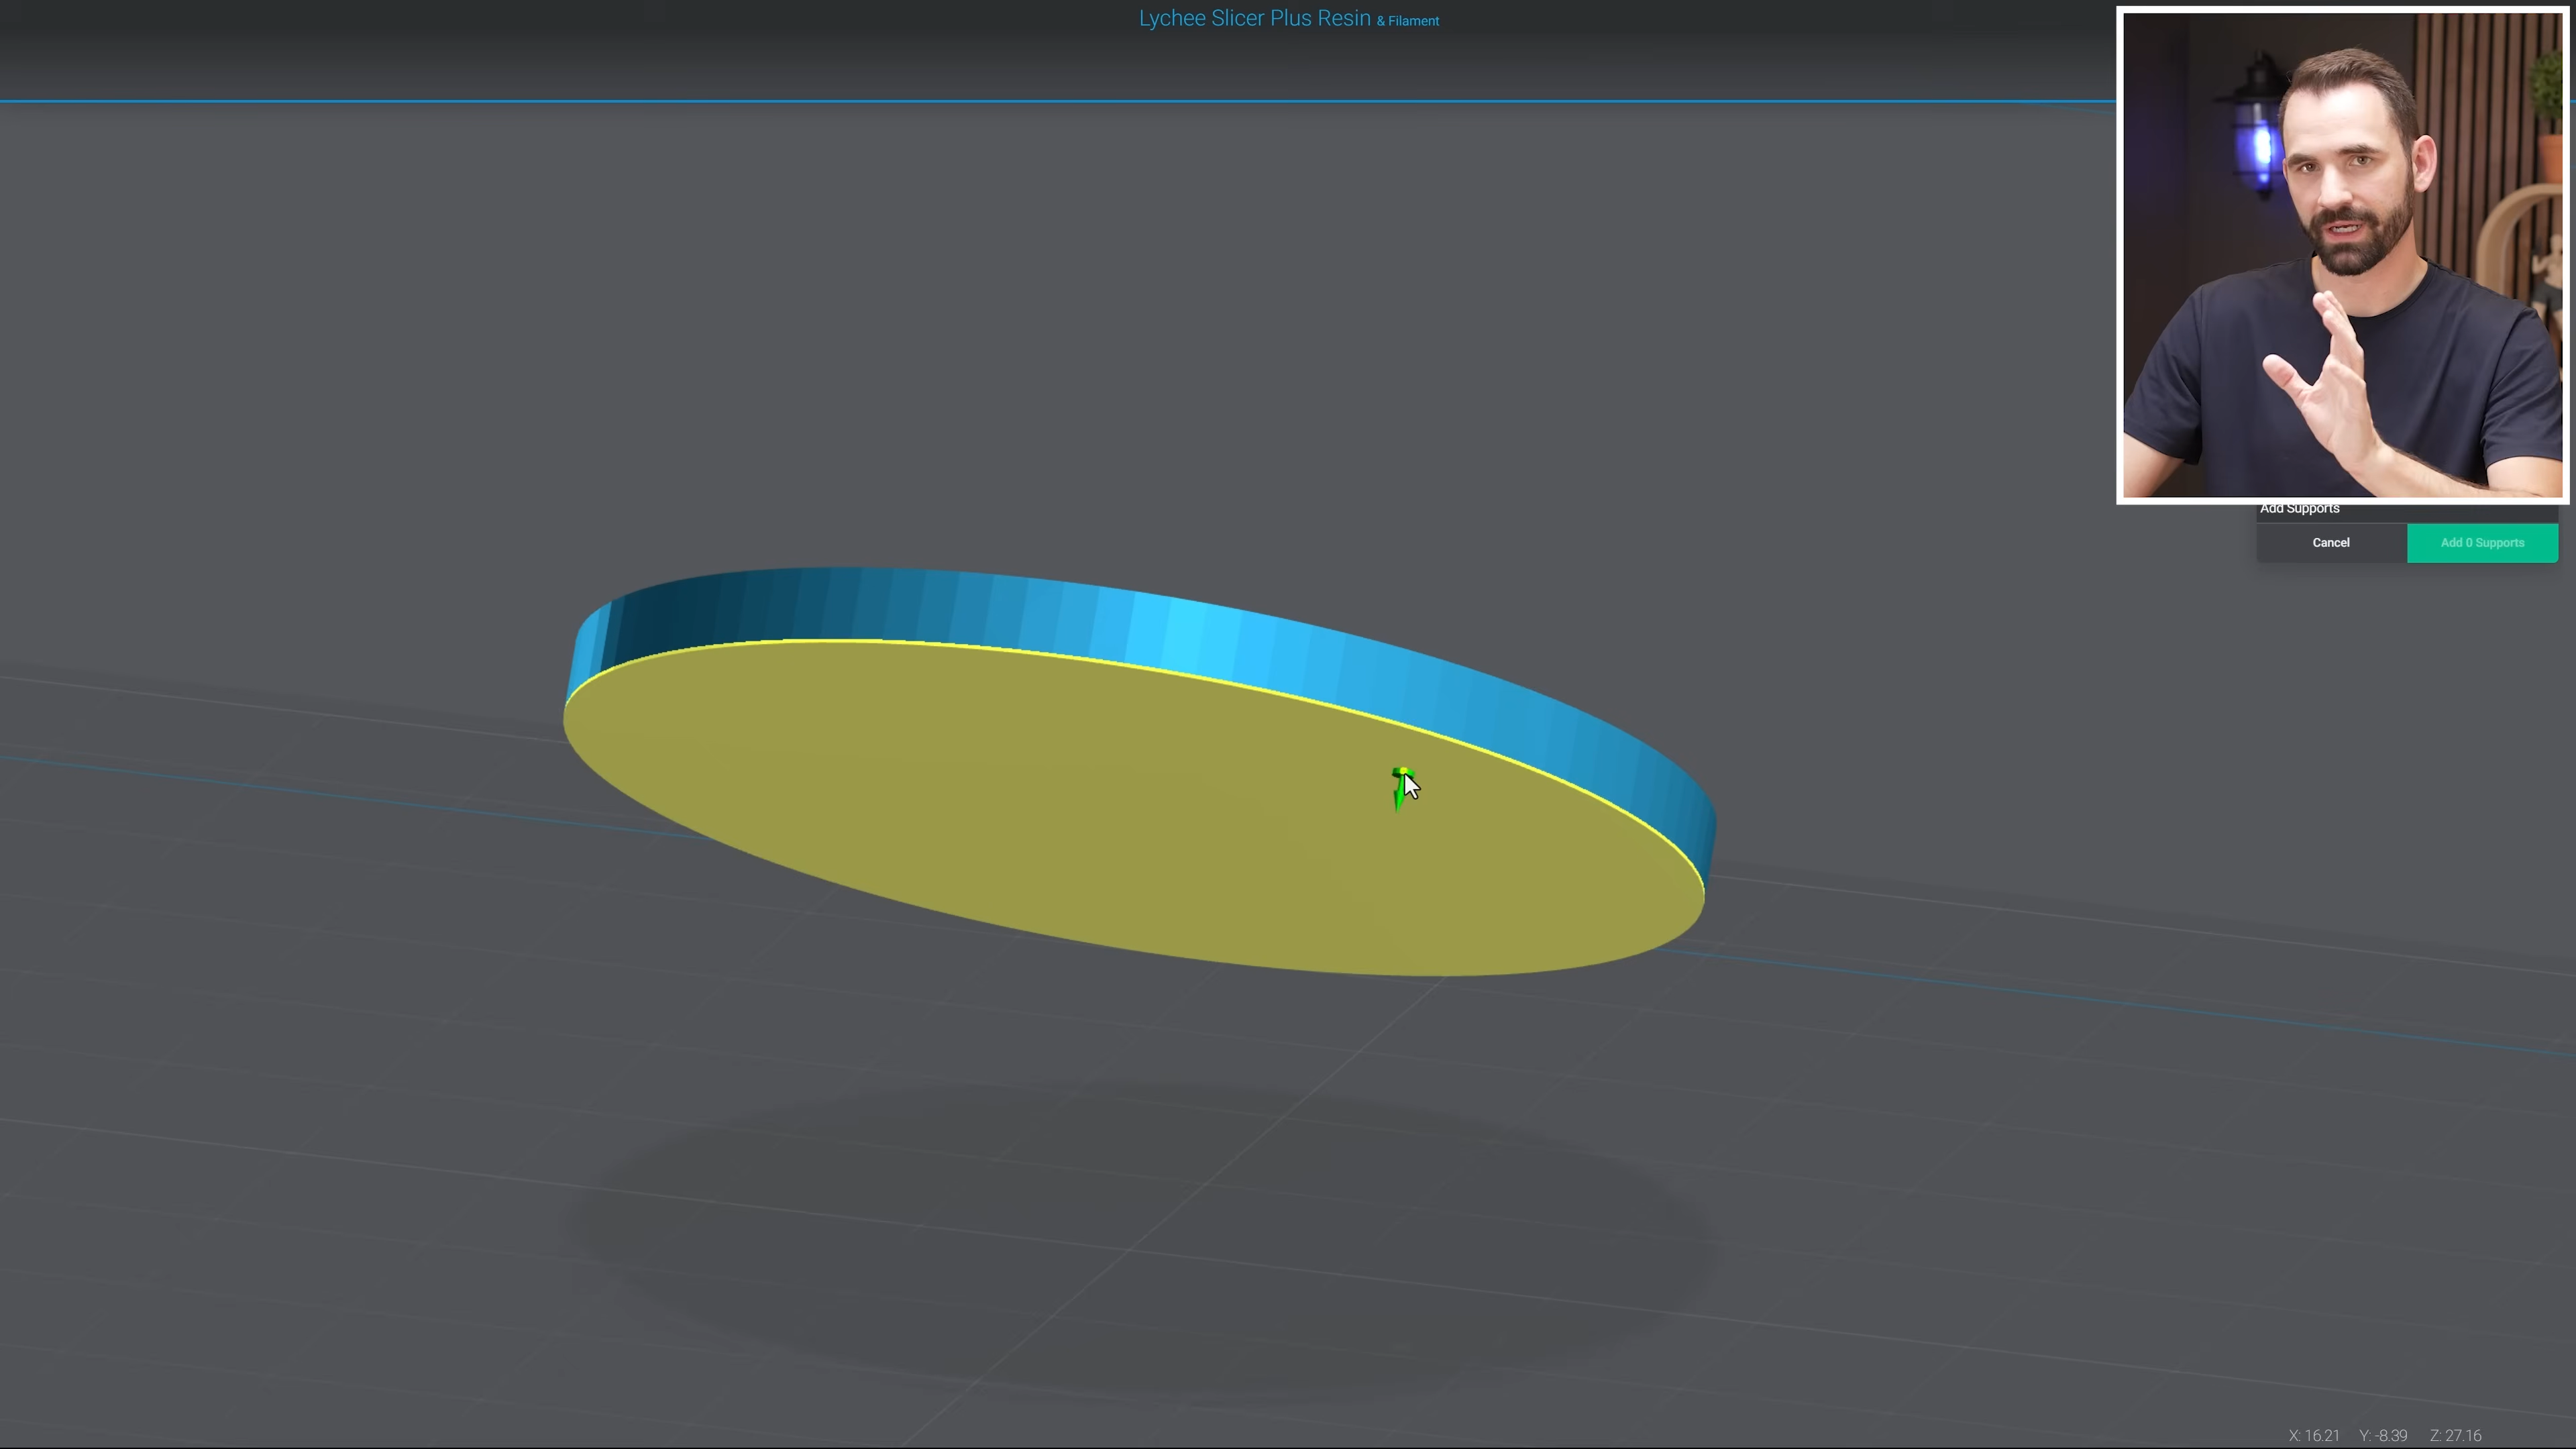 Lychee Slicer Plus Resin & Filament
Add Supports
Cancel
Add 0 Supports
X: 16.21 Y: -8.39 Z: 27.16